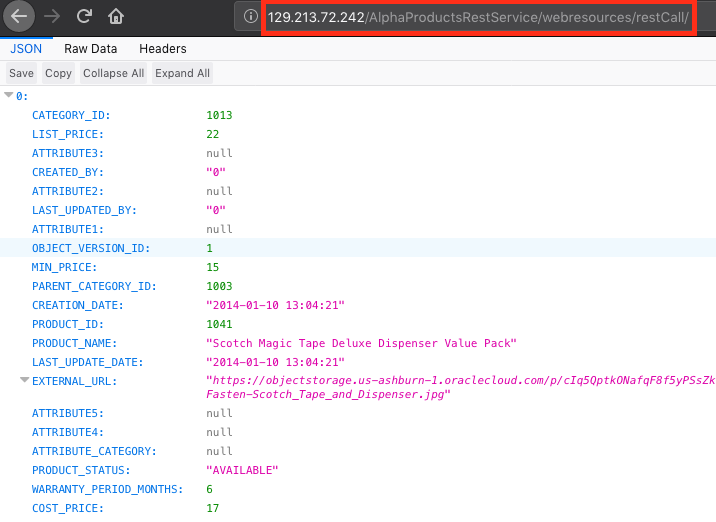 129.213.72.242/AlphaProductsRestService/webresources/restCall/
JSON Raw Data Headers
Save Copy Collapse All Expand All
0:
CATEGORY_ID: 1013
LIST_PRICE: 22
ATTRIBUTE3: null
CREATED_BY: "0"
ATTRIBUTE2: null
LAST_UPDATED_BY: "0"
ATTRIBUTE1: null
OBJECT_VERSION_ID: 1
MIN_PRICE: 15
PARENT_CATEGORY_ID: 1003
CREATION_DATE: "2014-01-10 13:04:21"
PRODUCT_ID: 1041
PRODUCT_NAME: "Scotch Magic Tape Deluxe Dispenser Value Pack"
LAST_UPDATE_DATE: "2014-01-10 13:04:21"
EXTERNAL_URL: "https://objectstorage.us-ashburn-1.oraclecloud.com/p/cIq5QptkONafqF8f5yPSsZk
Fasten-Scotch_Tape_and_Dispenser.jpg"
ATTRIBUTE5: null
ATTRIBUTE4: null
ATTRIBUTE_CATEGORY: null
PRODUCT_STATUS: "AVAILABLE"
WARRANTY_PERIOD_MONTHS: 6
COST_PRICE: 17